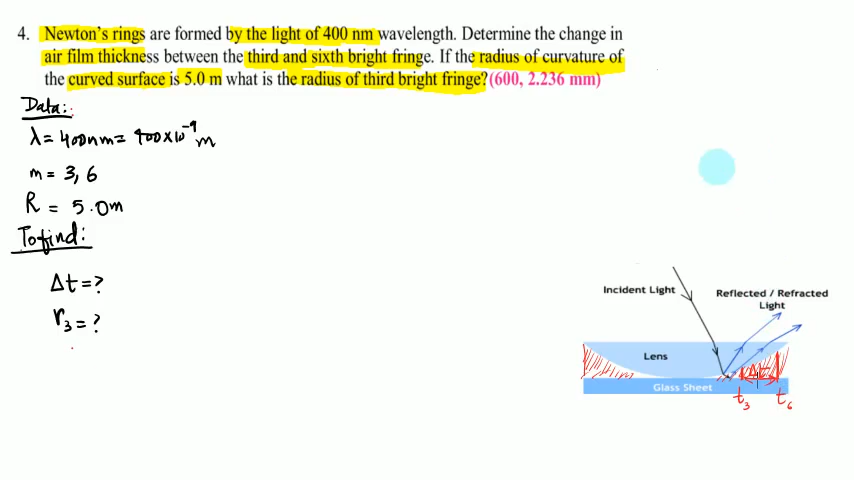 4. Newton's rings are formed by the light of 400 nm wavelength. Determine the change in
air film thickness between the third and sixth bright fringe. If the radius of curvature of
the curved surface is 5.0 m what is the radius of third bright fringe?(600, 2.236 mm)
Data:
λ = 400nm = 400×10⁻⁹ m
m = 3, 6
R = 5.0m
To find:
Δt = ?
r₃ = ?
Incident Light
Reflected / Refracted
Light
Lens
Δt
Glass Sheet
t₃ t₆